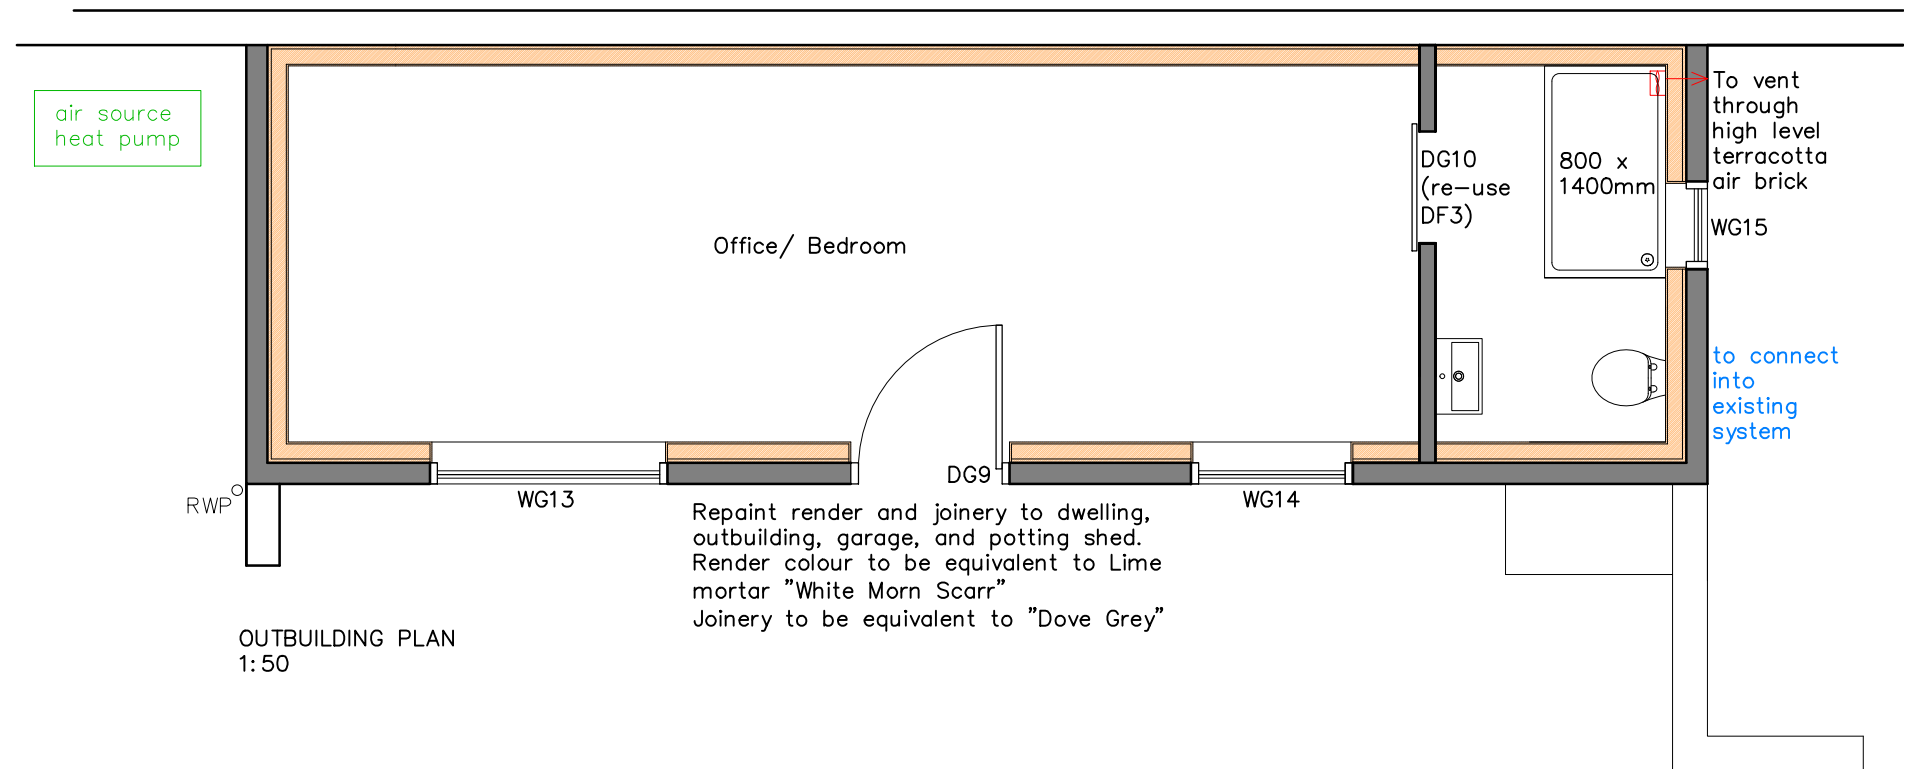 air source
heat pump
Office/ Bedroom
DG10
(re-use
DF3)
800 x
1400mm
To vent
through
high level
terracotta
air brick
WG15
to connect
into
existing
system
RWP
WG13
DG9
WG14
Repaint render and joinery to dwelling,
outbuilding, garage, and potting shed.
Render colour to be equivalent to Lime
mortar "White Morn Scarr"
Joinery to be equivalent to "Dove Grey"
OUTBUILDING PLAN
1:50